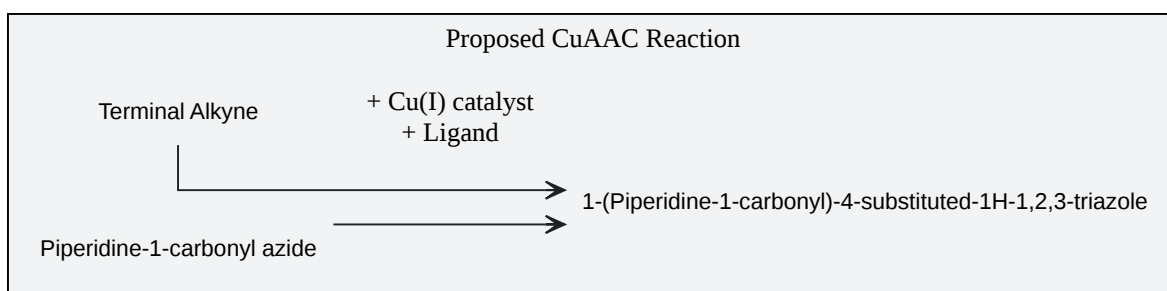 Proposed CuAAC Reaction
Terminal Alkyne
+ Cu(I) catalyst
+ Ligand
1-(Piperidine-1-carbonyl)-4-substituted-1H-1,2,3-triazole
Piperidine-1-carbonyl azide